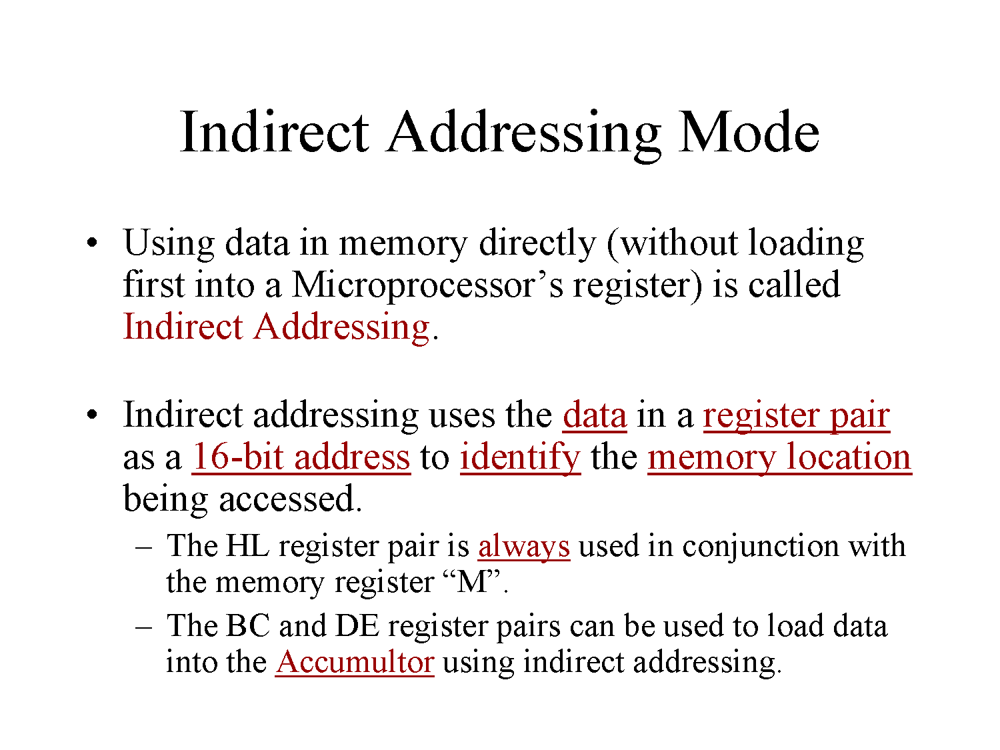 Indirect Addressing Mode
• Using data in memory directly (without loading
first into a Microprocessor’s register) is called
Indirect Addressing.
• Indirect addressing uses the data in a register pair
as a 16-bit address to identify the memory location
being accessed.
– The HL register pair is always used in conjunction with
the memory register “M”.
– The BC and DE register pairs can be used to load data
into the Accumultor using indirect addressing.